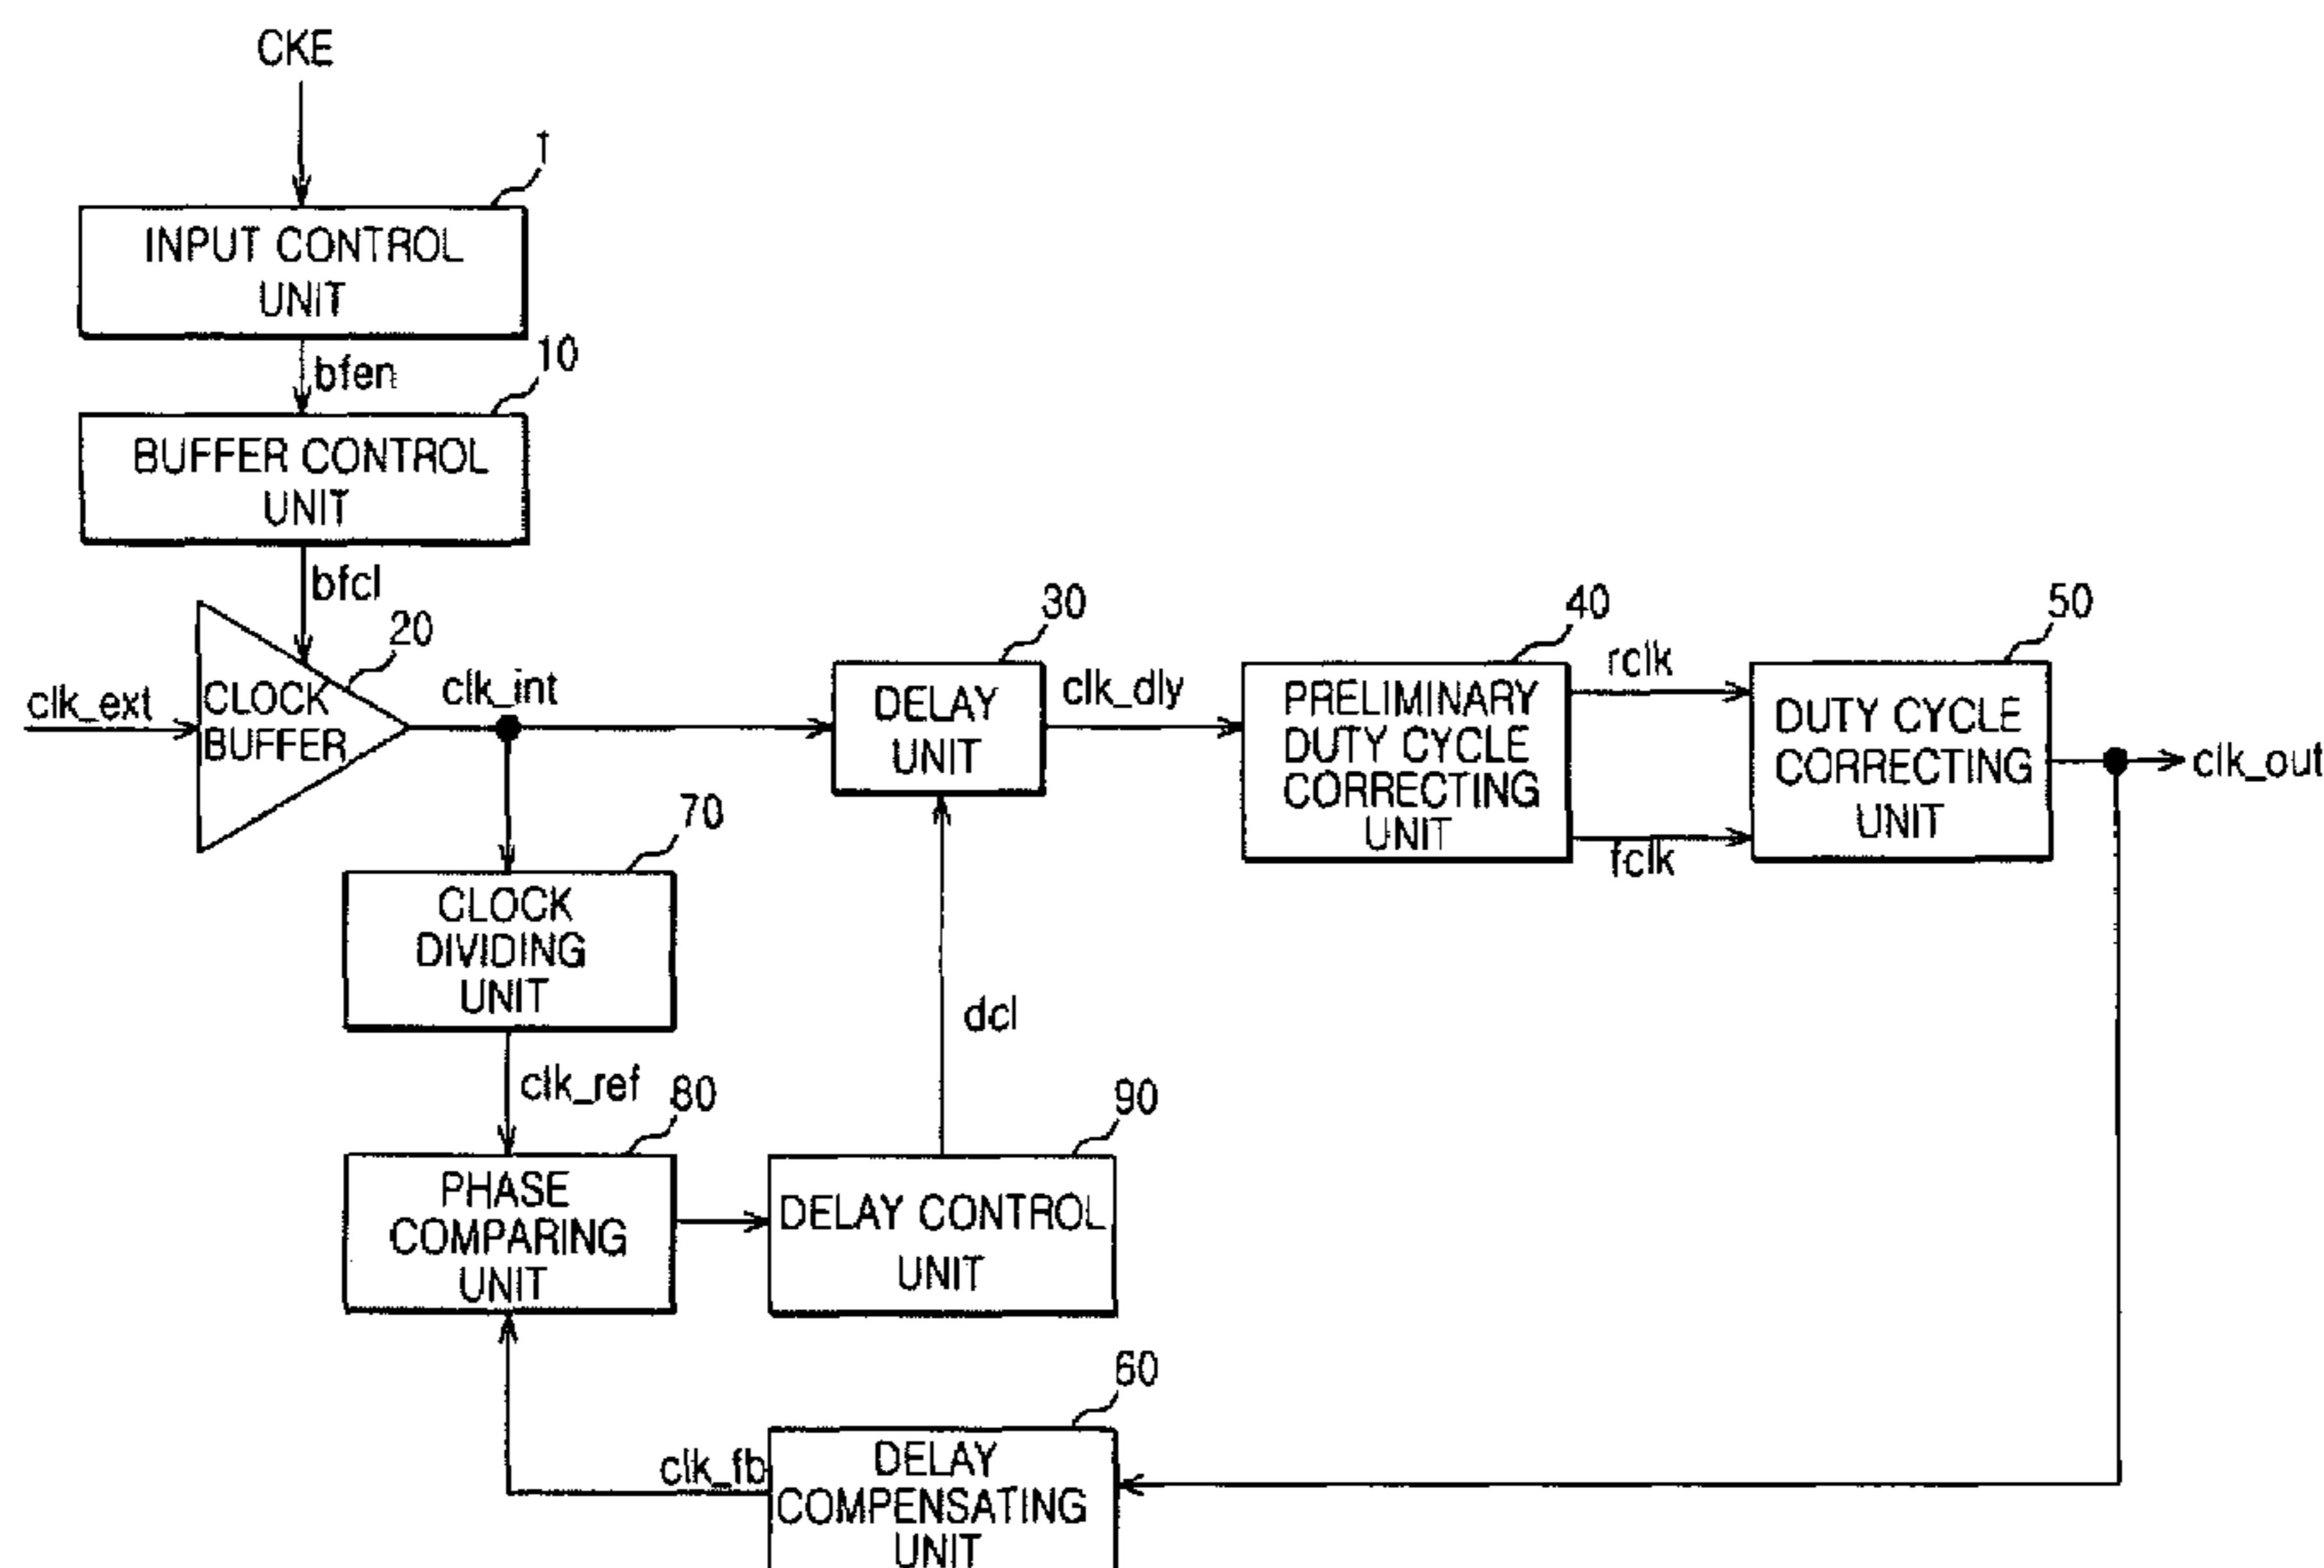 CKE
1
INPUT CONTROL
UNIT
bfen
10
BUFFER CONTROL
UNIT
bfcl
20
clk_ext
CLOCK
BUFFER
clk_int
30
DELAY
UNIT
clk_dly
40
PRELIMINARY
DUTY CYCLE
CORRECTING
UNIT
rclk
fclk
50
DUTY CYCLE
CORRECTING
UNIT
clk_out
70
CLOCK
DIVIDING
UNIT
dcl
clk_ref
80
PHASE
COMPARING
UNIT
90
DELAY CONTROL
UNIT
60
clk_fb
DELAY
COMPENSATING
UNIT